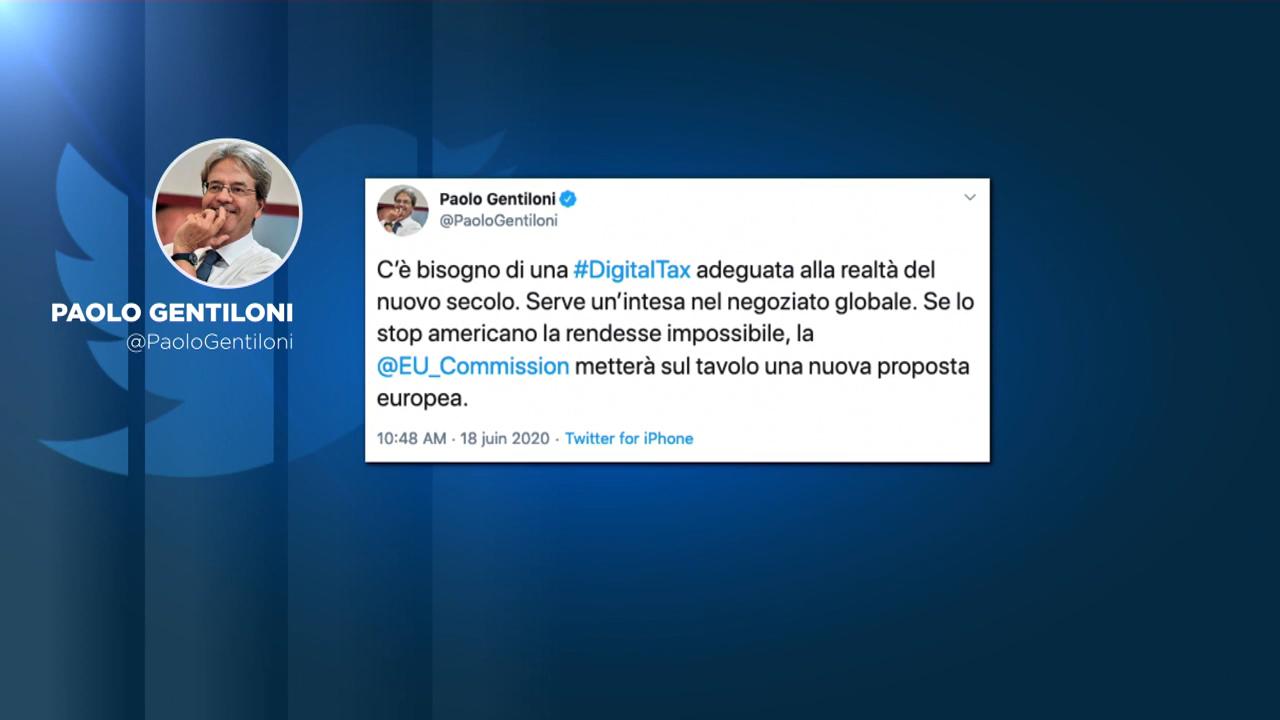 PAOLO GENTILONI
@PaoloGentiloni
Paolo Gentiloni
@PaoloGentiloni
C'è bisogno di una #DigitalTax adeguata alla realtà del
nuovo secolo. Serve un'intesa nel negoziato globale. Se lo
stop americano la rendesse impossibile, la
@EU_Commission metterà sul tavolo una nuova proposta
europea.
10:48 AM · 18 juin 2020 · Twitter for iPhone